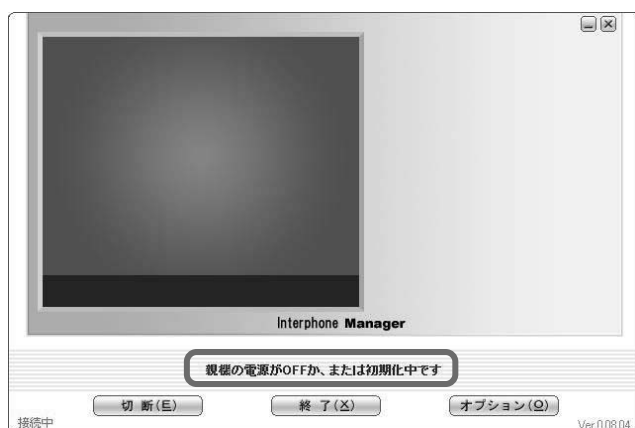 Interphone Manager
親機の電源がOFFか、または初期化中です
切 断(E) 終 了(X) オプション(O)
接続中 Ver.0.08.04